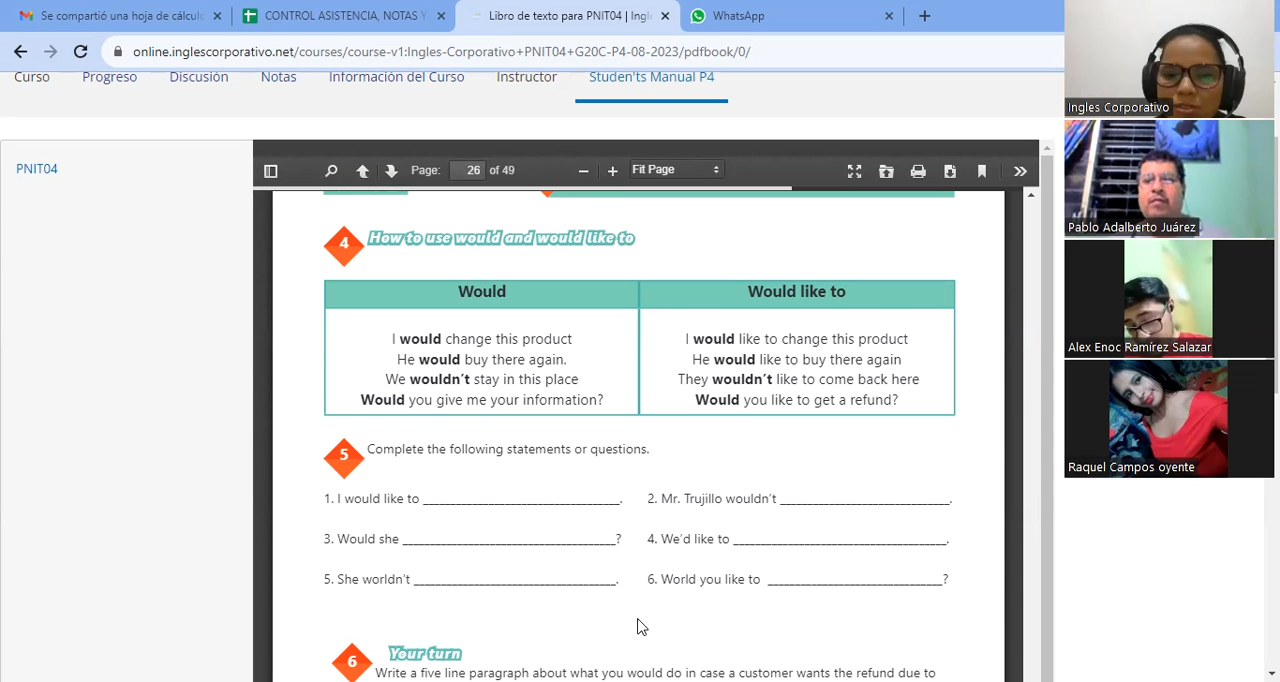 Se compartió una hoja de cálcul
CONTROL ASISTENCIA, NOTAS Y
Libro de texto para PNIT04 | Ingle
WhatsApp
online.inglescorporativo.net/courses/course-v1:Ingles-Corporativo+PNIT04+G20C-P4-08-2023/pdfbook/0/
Curso Progreso Discusión Notas Información del Curso Instructor Studen'ts Manual P4
PNIT04
Page: 26 of 49 Fit Page
4 How to use would and would like to
Would Would like to
I would change this product I would like to change this product
He would buy there again. He would like to buy there again
We wouldn't stay in this place They wouldn't like to come back here
Would you give me your information? Would you like to get a refund?
5 Complete the following statements or questions.
1. I would like to ______________________________. 2. Mr. Trujillo wouldn't __________________________.
3. Would she ________________________________? 4. We'd like to ________________________________.
5. She worldn't ______________________________. 6. World you like to __________________________?
6 Your turn
Write a five line paragraph about what you would do in case a customer wants the refund due to
Ingles Corporativo
Pablo Adalberto Juárez
Alex Enoc Ramírez Salazar
Raquel Campos oyente